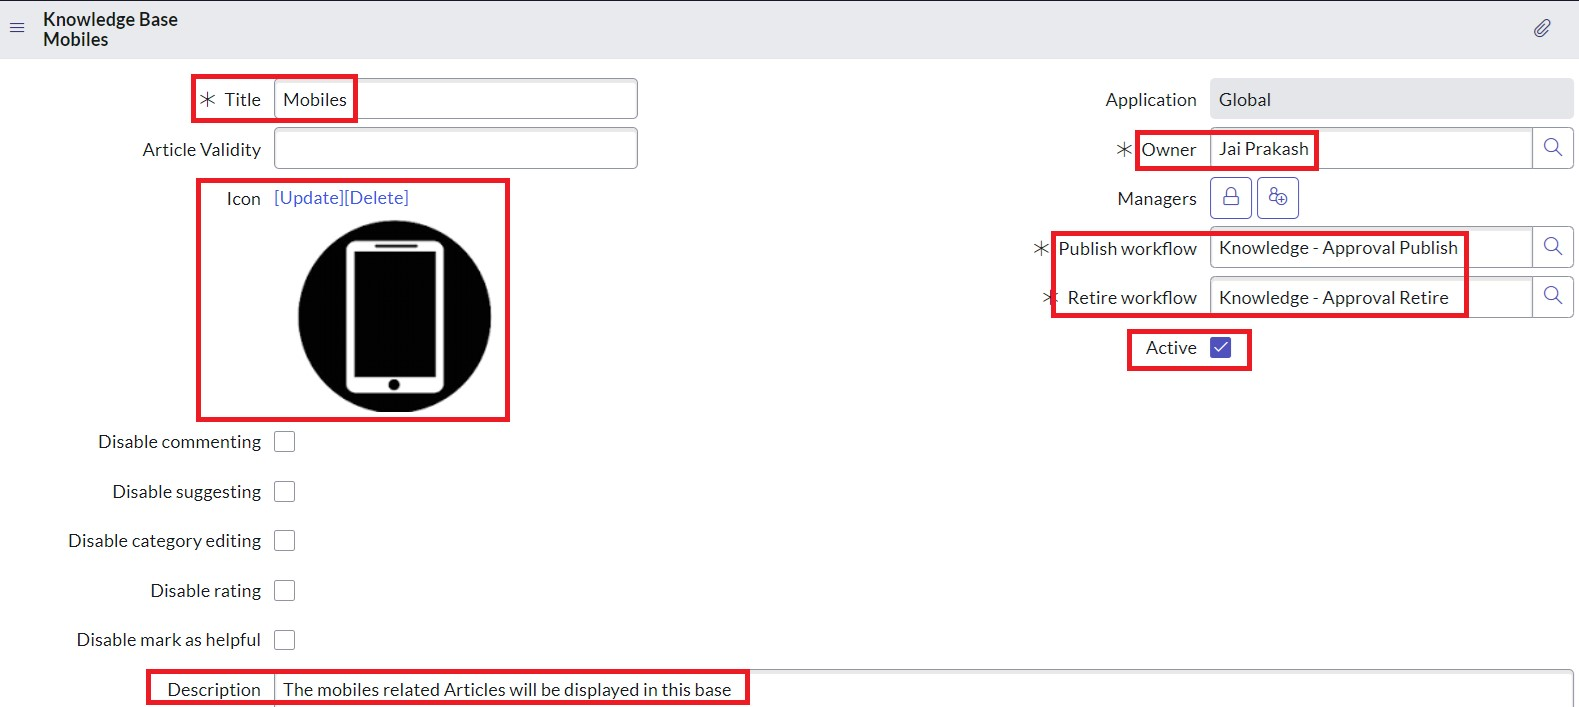 Knowledge Base
Mobiles
Title Mobiles
Article Validity
Icon [Update][Delete]
Disable commenting
Disable suggesting
Disable category editing
Disable rating
Disable mark as helpful
Application Global
Owner Jai Prakash
Managers
Publish workflow Knowledge - Approval Publish
Retire workflow Knowledge - Approval Retire
Active
Description The mobiles related Articles will be displayed in this base